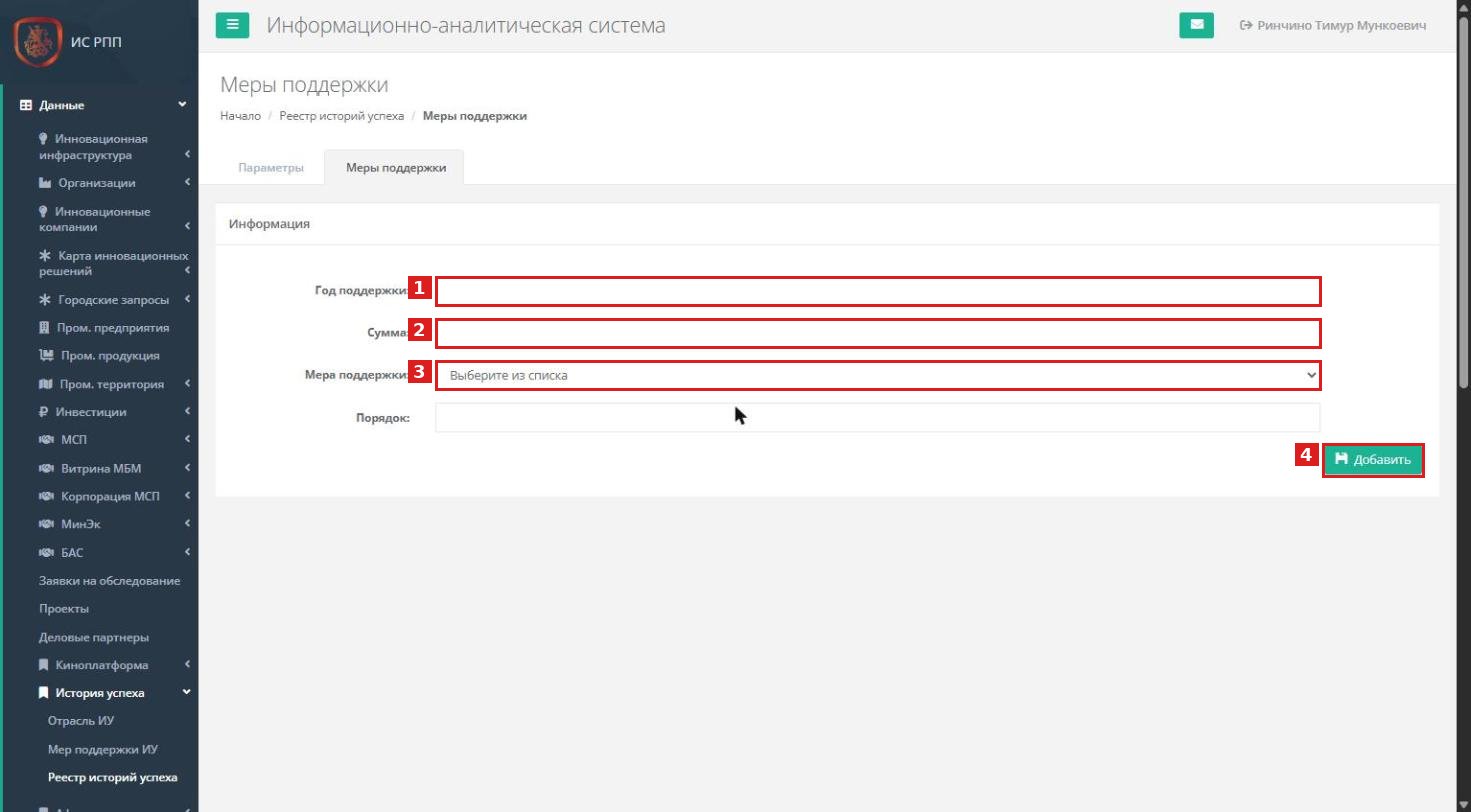 ИС РПП
Информационно-аналитическая система
Ринчино Тимур Мункоевич
Данные
Инновационная
инфраструктура
Организации
Инновационные
компании
Карта инновационных
решений
Городские запросы
Пром. предприятия
Пром. продукция
Пром. территория
Инвестиции
МСП
Витрина МБМ
Корпорация МСП
МинЭк
БАС
Заявки на обследование
Проекты
Деловые партнеры
Киноплатформа
История успеха
Отрасль ИУ
Мер поддержки ИУ
Реестр историй успеха
Меры поддержки
Начало / Реестр историй успеха / Меры поддержки
Параметры Меры поддержки
Информация
Год поддержки: 1
Сумма: 2
Мера поддержки: 3 Выберите из списка
Порядок:
4 Добавить